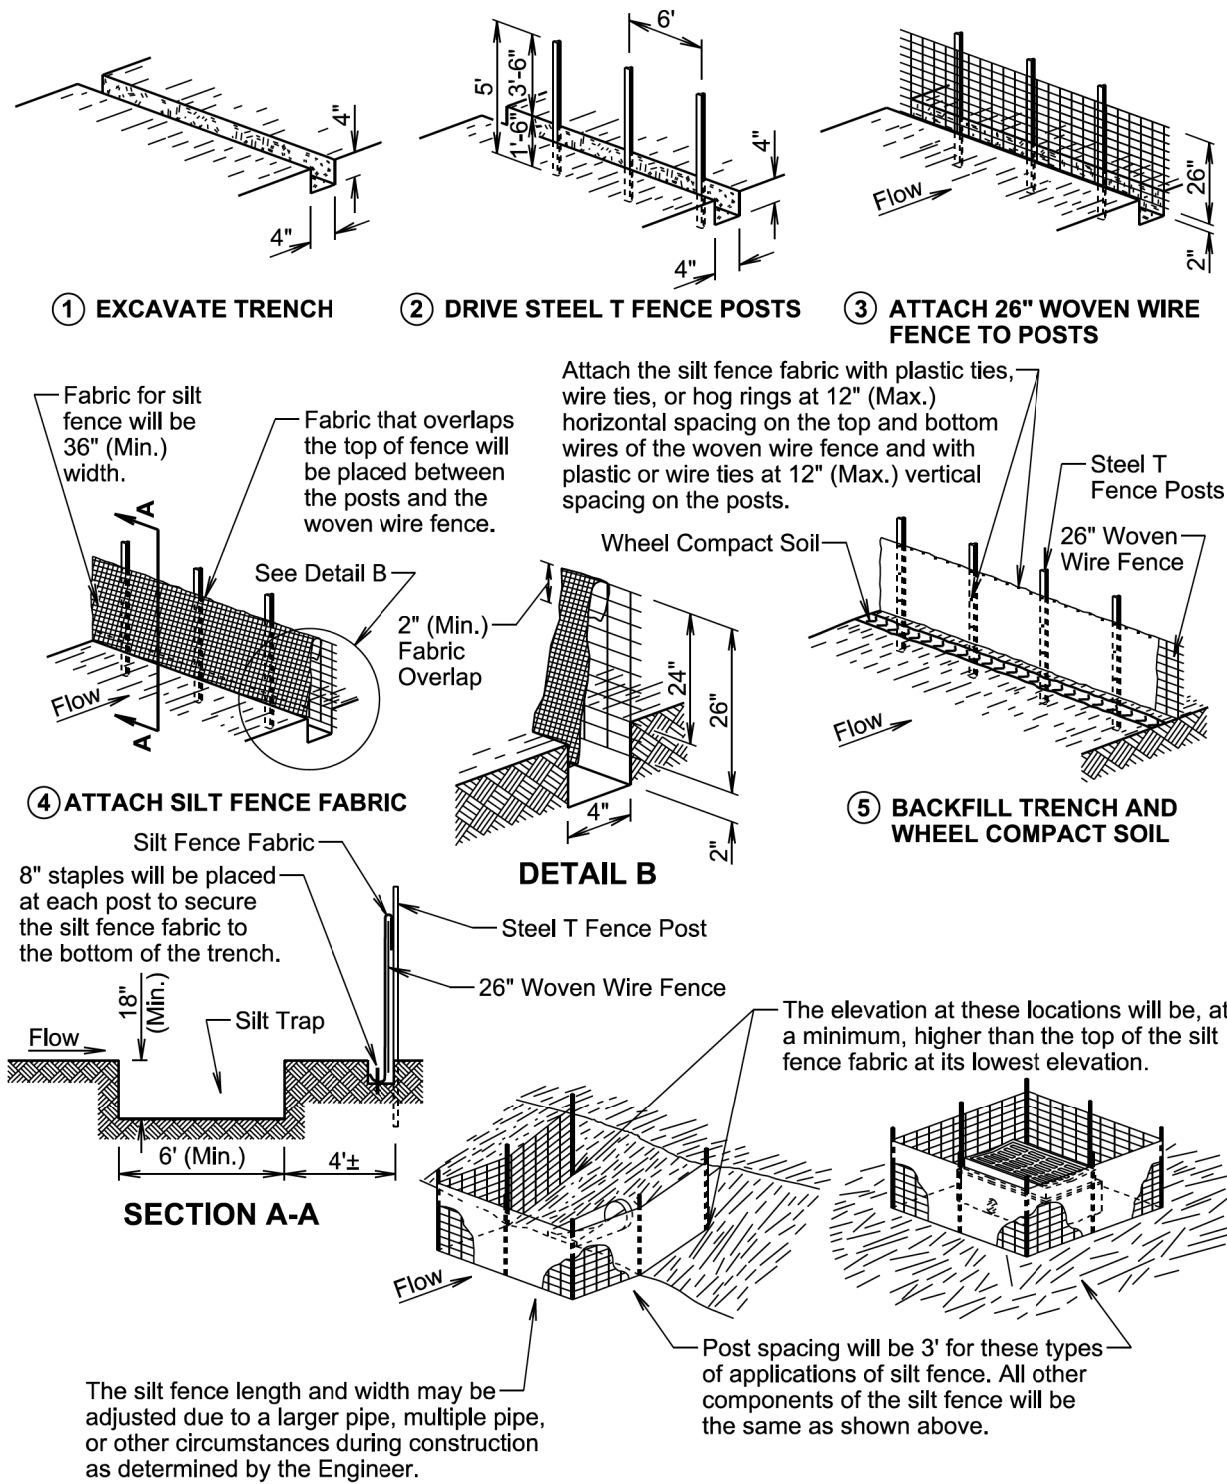 4"
4"
① EXCAVATE TRENCH
6'
5'
3'-6"
1'-6"
4"
4"
② DRIVE STEEL T FENCE POSTS
Flow
26"
2"
③ ATTACH 26" WOVEN WIRE
FENCE TO POSTS
Fabric for silt
fence will be
36" (Min.)
width.
Fabric that overlaps
the top of fence will
be placed between
the posts and the
woven wire fence.
A
A
See Detail B
Flow
④ ATTACH SILT FENCE FABRIC
Attach the silt fence fabric with plastic ties,
wire ties, or hog rings at 12" (Max.)
horizontal spacing on the top and bottom
wires of the woven wire fence and with
plastic or wire ties at 12" (Max.) vertical
spacing on the posts.
Wheel Compact Soil
Steel T
Fence Posts
26" Woven
Wire Fence
Flow
⑤ BACKFILL TRENCH AND
WHEEL COMPACT SOIL
2" (Min.)
Fabric
Overlap
24"
26"
4"
2"
DETAIL B
Silt Fence Fabric
8" staples will be placed
at each post to secure
the silt fence fabric to
the bottom of the trench.
Steel T Fence Post
26" Woven Wire Fence
18"
(Min.)
Silt Trap
Flow
6' (Min.)
4'±
SECTION A-A
The elevation at these locations will be, at
a minimum, higher than the top of the silt
fence fabric at its lowest elevation.
Flow
Post spacing will be 3' for these types
of applications of silt fence. All other
components of the silt fence will be
the same as shown above.
The silt fence length and width may be
adjusted due to a larger pipe, multiple pipe,
or other circumstances during construction
as determined by the Engineer.